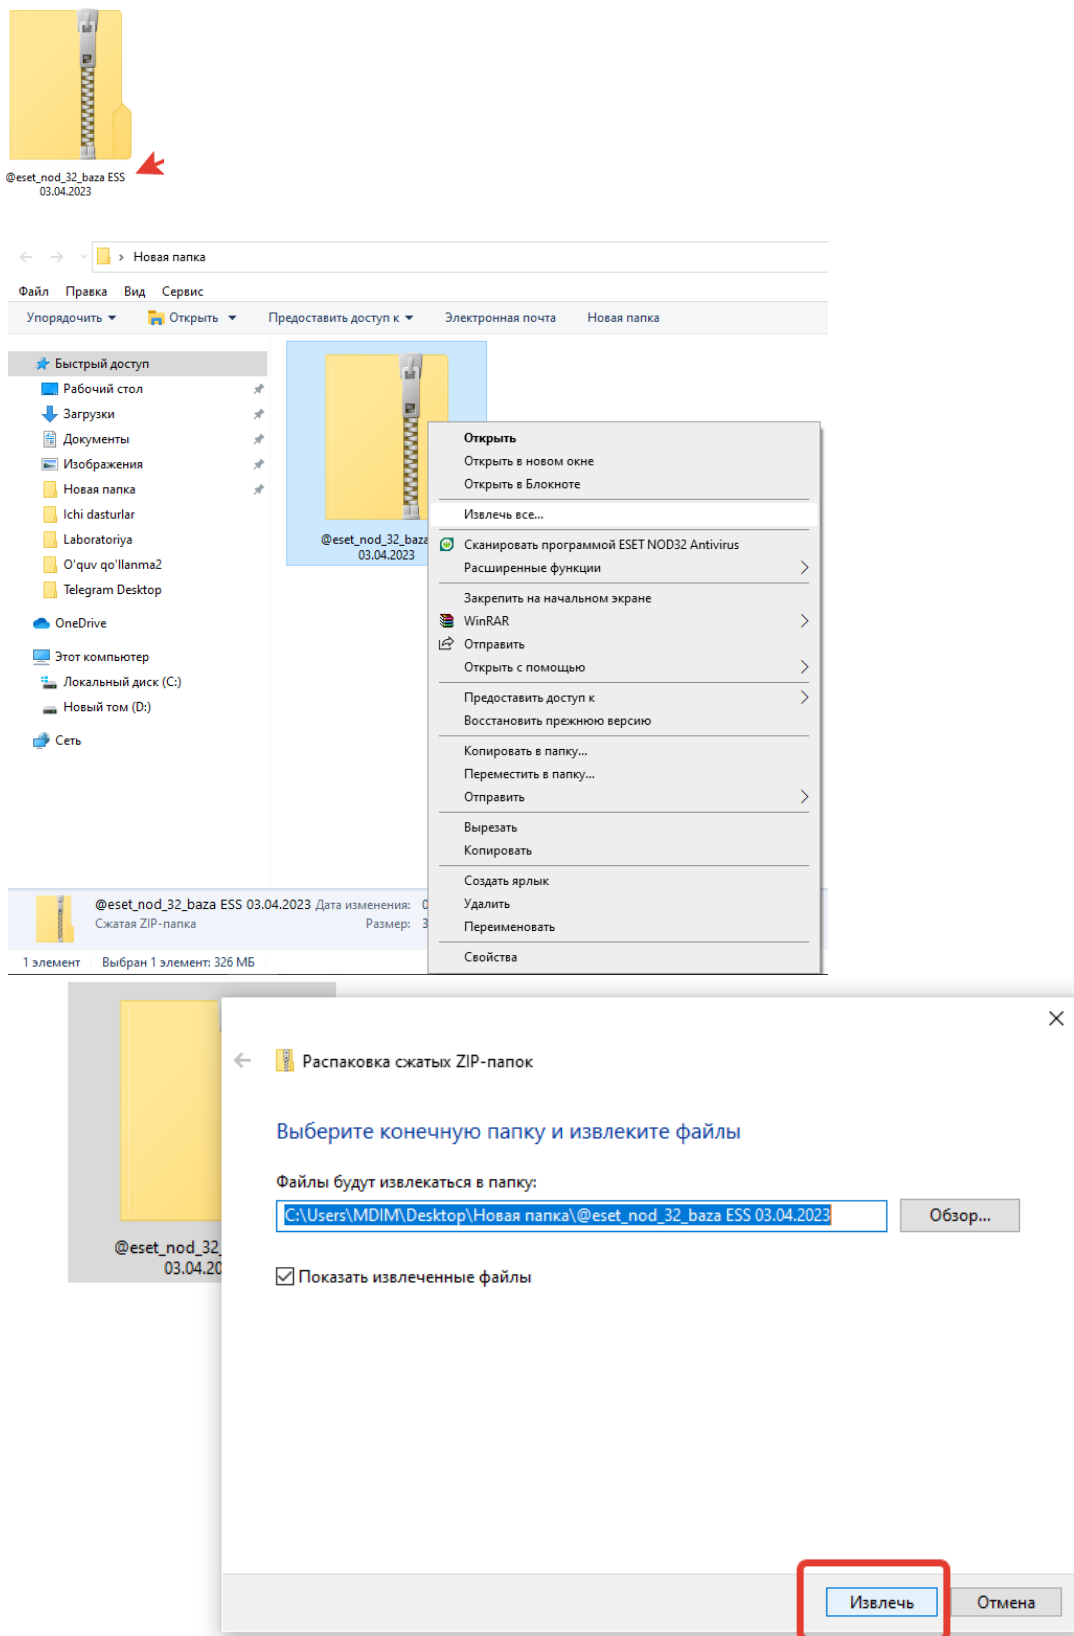 @eset_nod_32_baza ESS
03.04.2023
Новая папка
Файл Правка Вид Сервис
Упорядочить Открыть Предоставить доступ к Электронная почта Новая папка
Быстрый доступ
Рабочий стол
Загрузки
Документы
Изображения
Новая папка
Ichi dasturlar
Laboratoriya
O'quv qo'llanma2
Telegram Desktop
OneDrive
Этот компьютер
Локальный диск (C:)
Новый том (D:)
Сеть
@eset_nod_32_baza
03.04.2023
Открыть
Открыть в новом окне
Открыть в Блокноте
Извлечь все...
Сканировать программой ESET NOD32 Antivirus
Расширенные функции
Закрепить на начальном экране
WinRAR
Отправить
Открыть с помощью
Предоставить доступ к
Восстановить прежнюю версию
Копировать в папку...
Переместить в папку...
Отправить
Вырезать
Копировать
Создать ярлык
Удалить
Переименовать
Свойства
@eset_nod_32_baza ESS 03.04.2023 Дата изменения: 0
Сжатая ZIP-папка Размер: 3
1 элемент Выбран 1 элемент: 326 МБ
@eset_nod_32_
03.04.20
Распаковка сжатых ZIP-папок
Выберите конечную папку и извлеките файлы
Файлы будут извлекаться в папку:
C:\Users\MDIM\Desktop\Новая папка\@eset_nod_32_baza ESS 03.04.2023 Обзор...
Показать извлеченные файлы
Извлечь Отмена